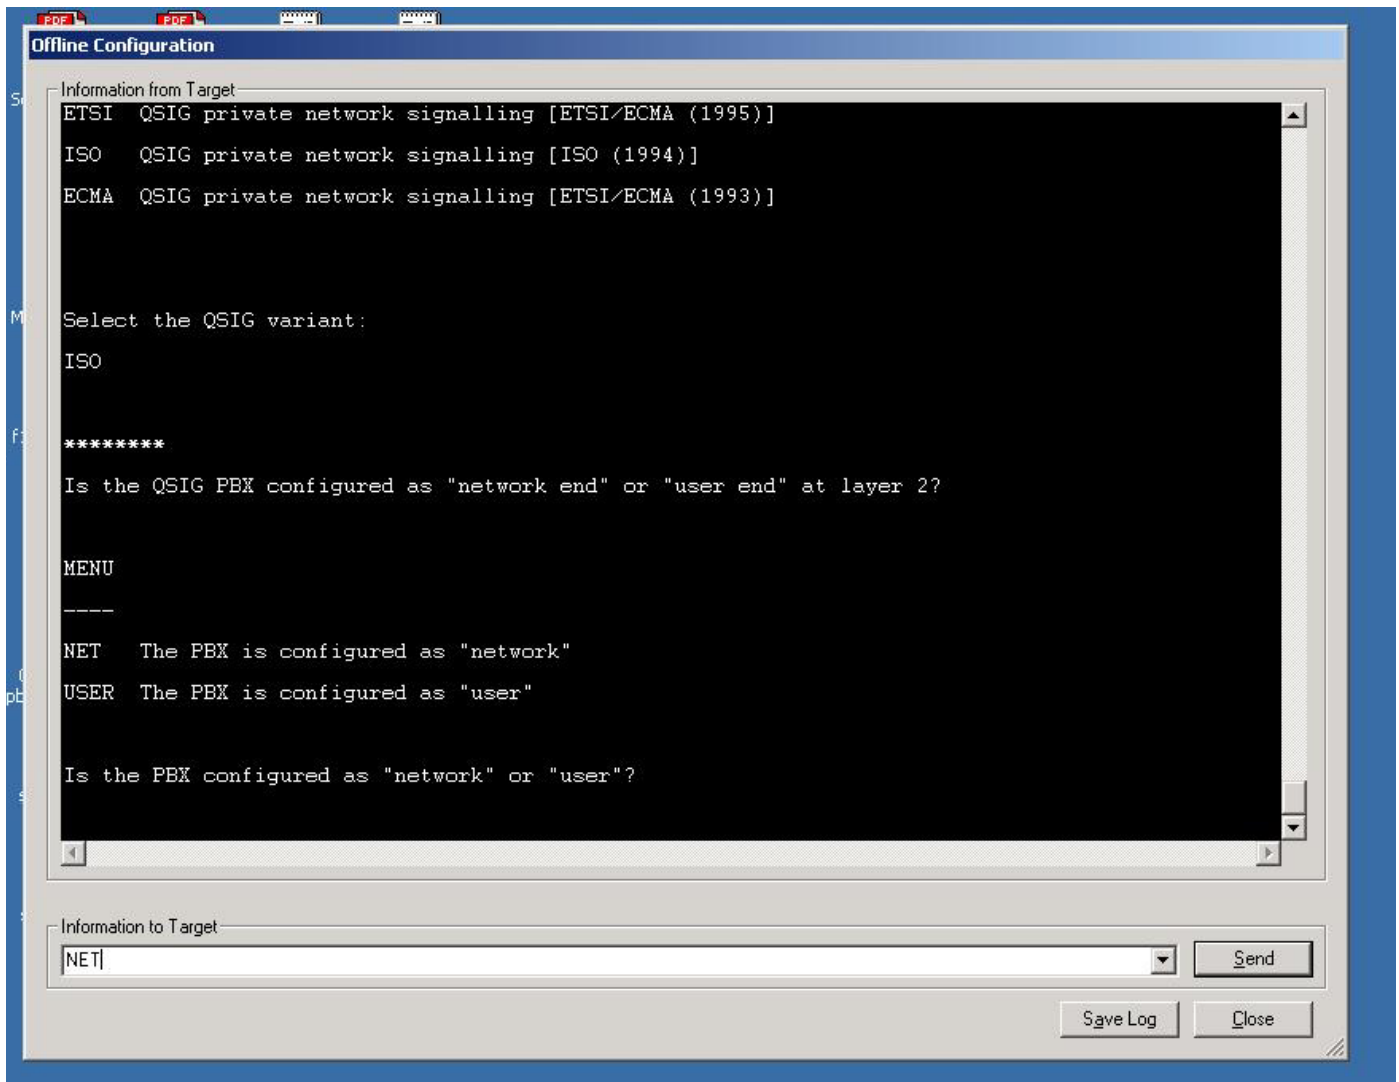 PDF PDF
Offline Configuration
Information from Target
ETSI QSIG private network signalling [ETSI/ECMA (1995)]
ISO QSIG private network signalling [ISO (1994)]
ECMA QSIG private network signalling [ETSI/ECMA (1993)]
Select the QSIG variant:
ISO
********
Is the QSIG PBX configured as "network end" or "user end" at layer 2?
MENU
----
NET The PBX is configured as "network"
USER The PBX is configured as "user"
Is the PBX configured as "network" or "user"?
Information to Target
NET
Send
Save Log
Close